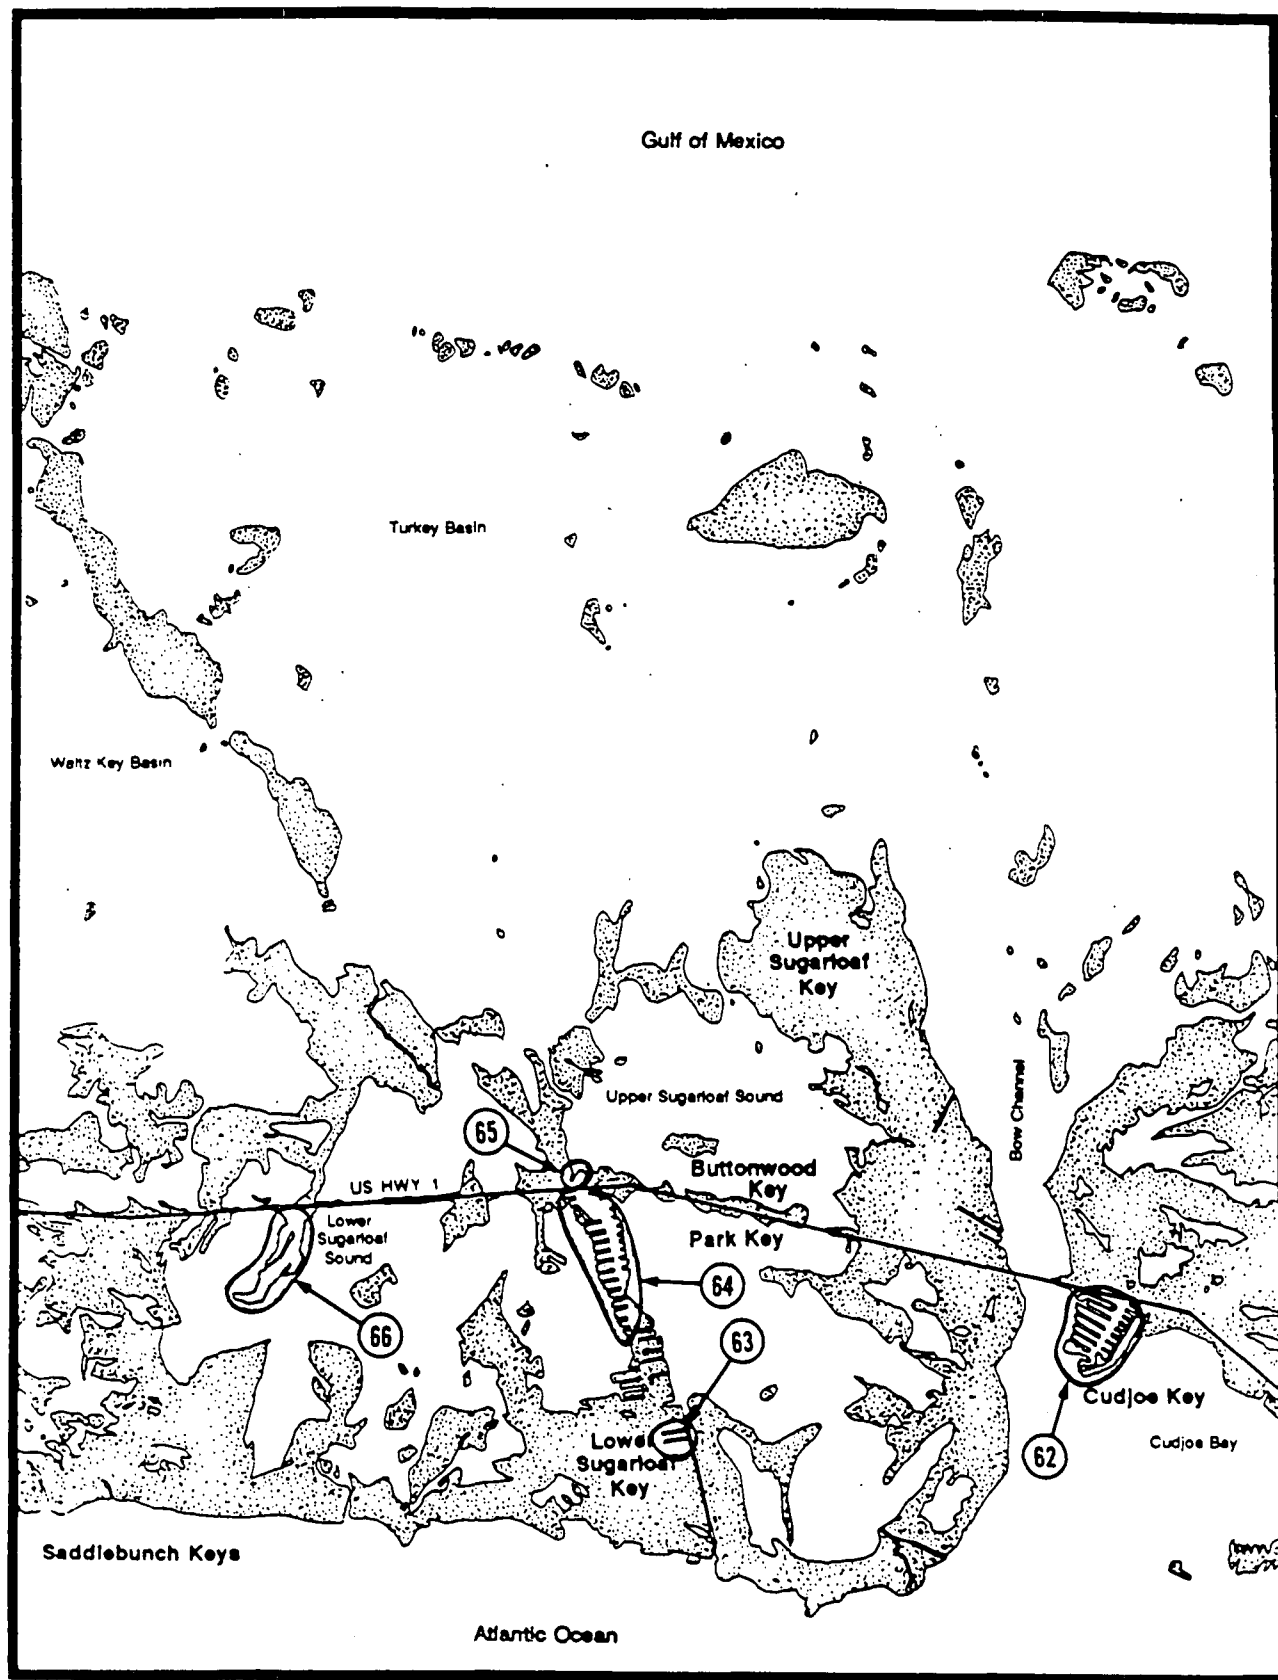 Gulf of Mexico
Turkey Basin
Waltz Key Basin
Upper
Sugarloaf
Key
Bow Channel
Upper Sugarloaf Sound
65
Buttonwood
Key
US HWY 1
Lower
Sugarloaf
Sound
Park Key
64
66
63
Cudjoe Key
Lower
Sugarloaf
Key
62
Cudjoe Bay
Saddlebunch Keys
Atlantic Ocean